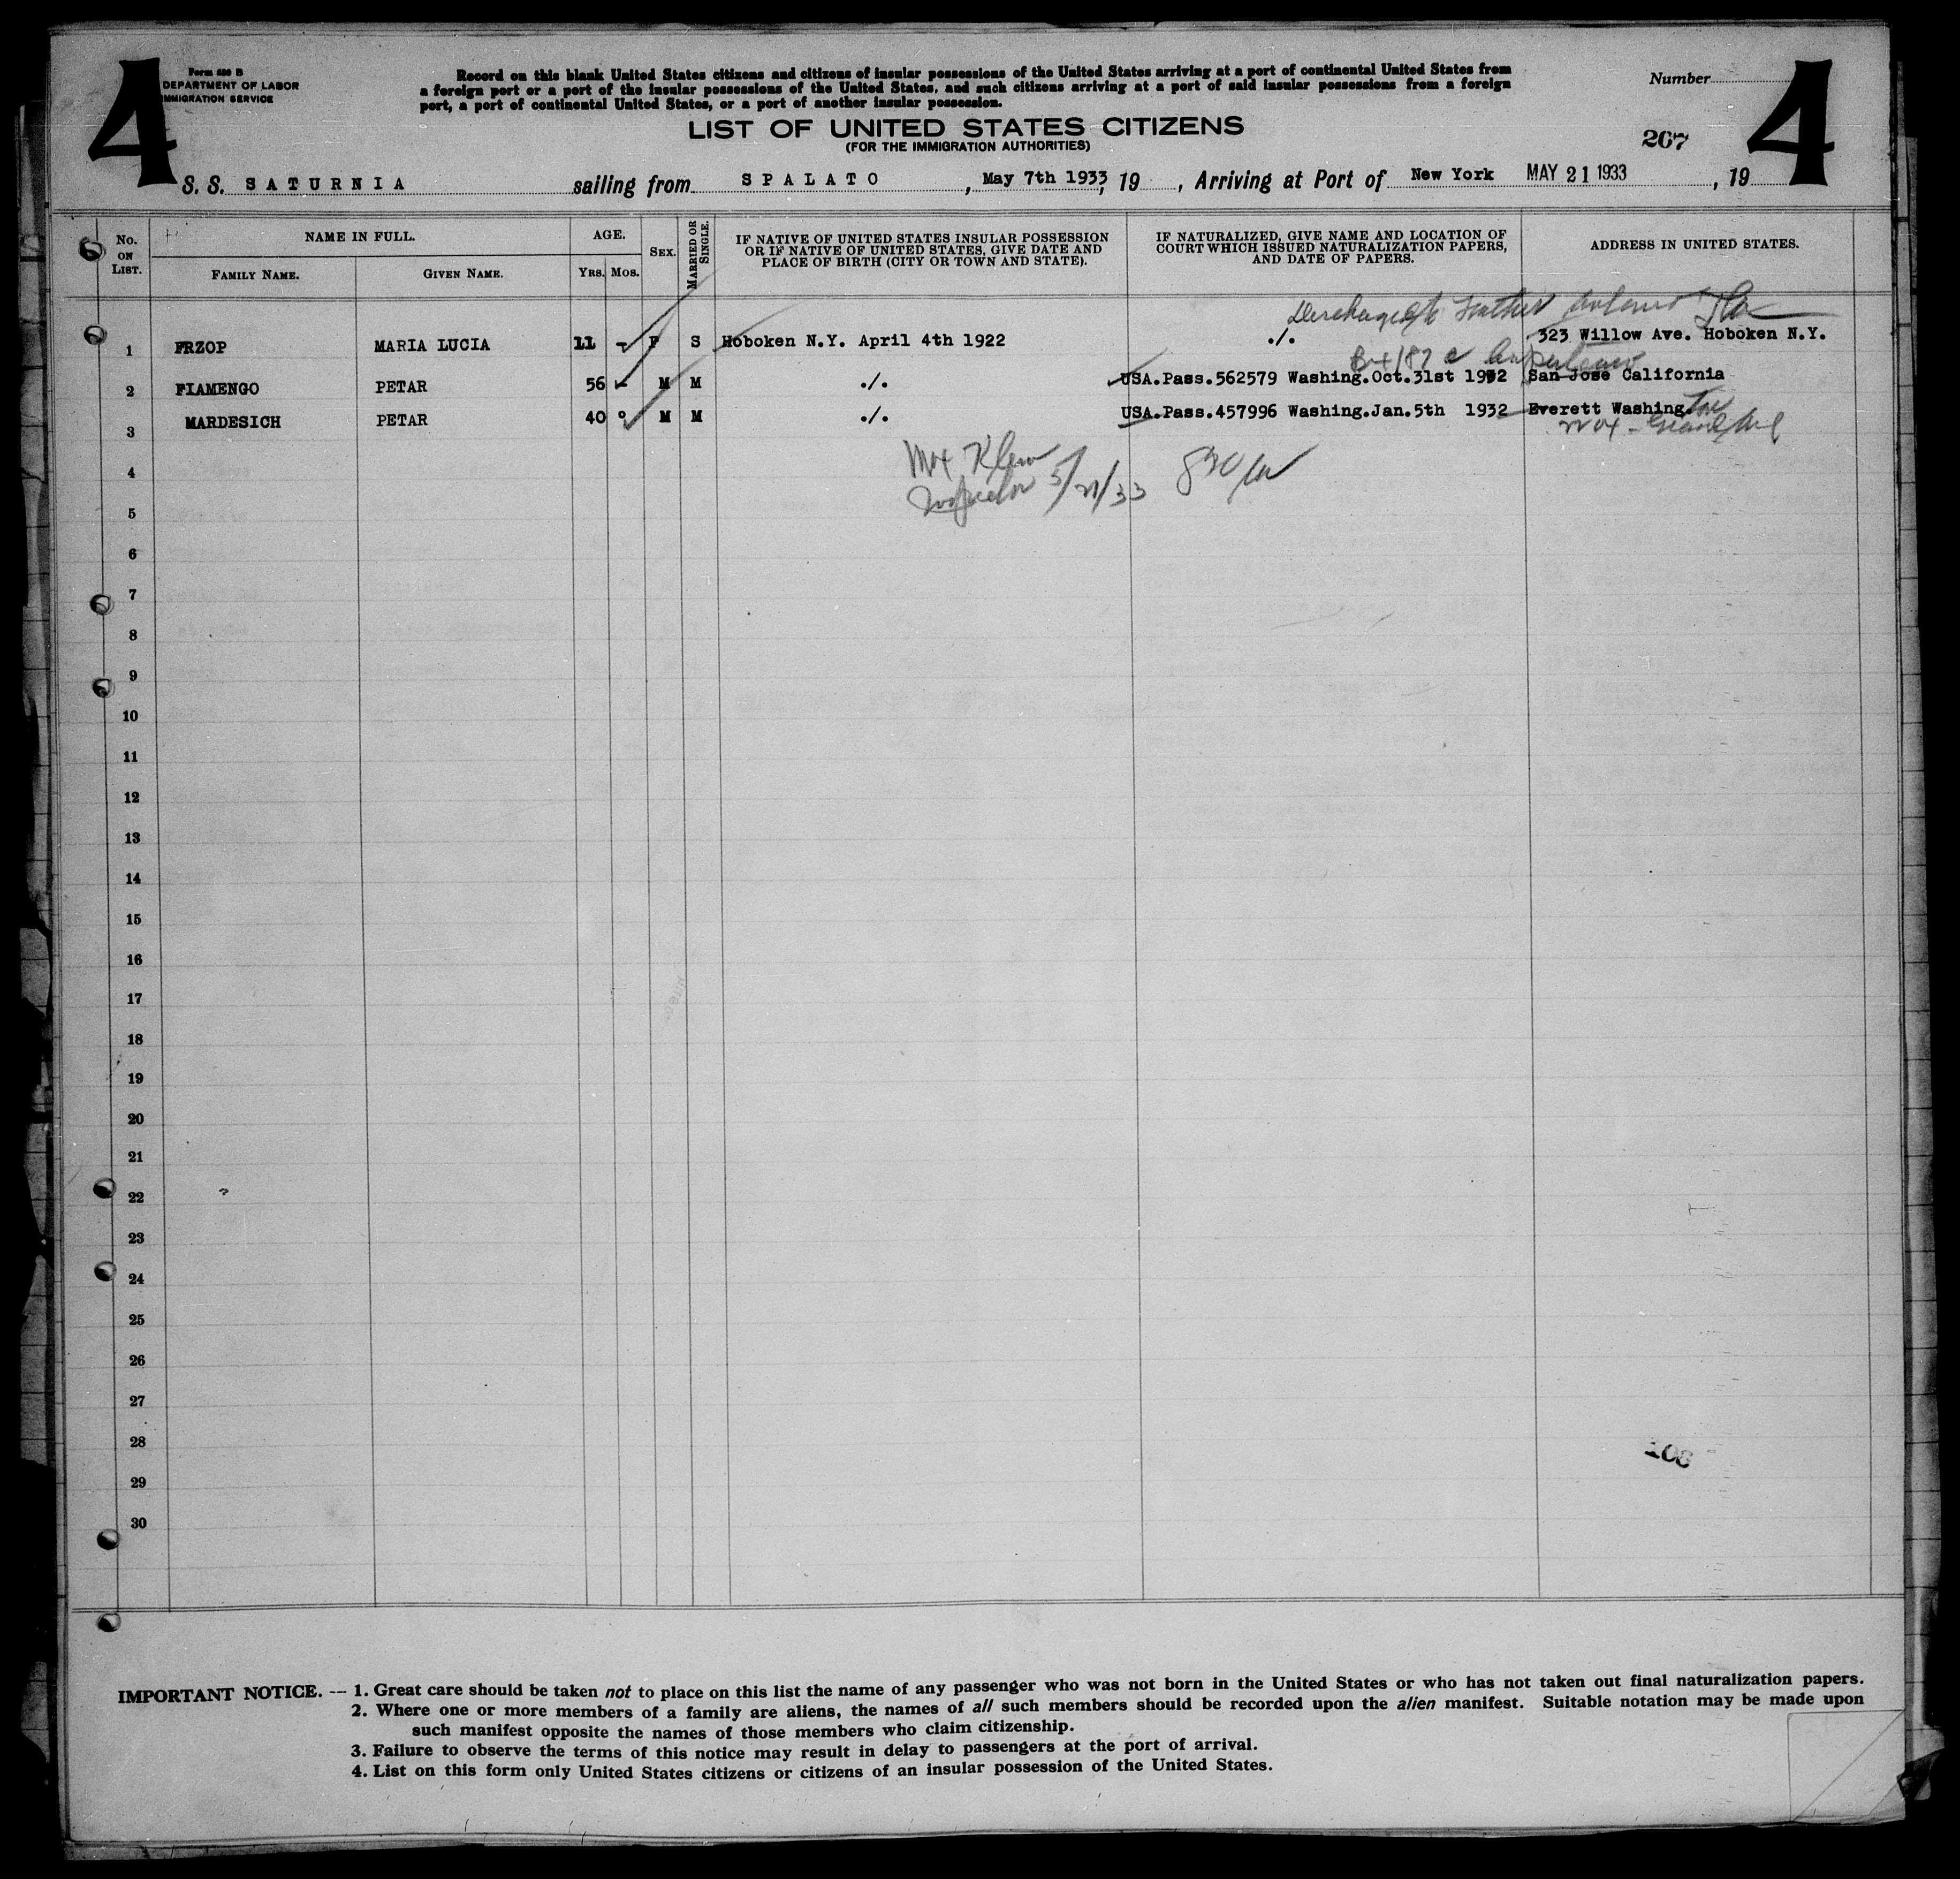 4
Form 630 B
DEPARTMENT OF LABOR
IMMIGRATION SERVICE
Record on this blank United States citizens and citizens of insular possessions of the United States arriving at a port of continental United States from
a foreign port or a port of the insular possessions of the United States, and such citizens arriving at a port of said insular possessions from a foreign
port, a port of continental United States, or a port of another insular possession.
Number
4
LIST OF UNITED STATES CITIZENS
(FOR THE IMMIGRATION AUTHORITIES)
267
S. S. SATURNIA sailing from SPALATO, May 7th 1933, 19 , Arriving at Port of New York MAY 21 1933, 19
No. ON LIST. NAME IN FULL. AGE. SEX. MARRIED OR SINGLE. IF NATIVE OF UNITED STATES INSULAR POSSESSION OR IF NATIVE OF UNITED STATES, GIVE DATE AND PLACE OF BIRTH (CITY OR TOWN AND STATE). IF NATURALIZED, GIVE NAME AND LOCATION OF COURT WHICH ISSUED NATURALIZATION PAPERS, AND DATE OF PAPERS. ADDRESS IN UNITED STATES.
FAMILY NAME. GIVEN NAME. YRS. MOS.
father
1 FRZOP MARIA LUCIA 11 - F S Hoboken N.Y. April 4th 1922 ./. 323 Willow Ave. Hoboken N.Y.
2 FIAMENGO PETAR 56 - M M ./. USA.Pass.562579 Washing.Oct.31st 1932 San Jose California
3 MARDESICH PETAR 40 M M ./. USA.Pass.457996 Washing.Jan.5th 1932 Everett Washington
Grand Ave
4 Max Klein
5 Inspector 5/21/33
6
7
8
9
10
11
12
13
14
15
16
17
18
19
20
21
22
23
24
25
26
27
28
29
30
IMPORTANT NOTICE. -- 1. Great care should be taken not to place on this list the name of any passenger who was not born in the United States or who has not taken out final naturalization papers.
2. Where one or more members of a family are aliens, the names of all such members should be recorded upon the alien manifest. Suitable notation may be made upon
such manifest opposite the names of those members who claim citizenship.
3. Failure to observe the terms of this notice may result in delay to passengers at the port of arrival.
4. List on this form only United States citizens or citizens of an insular possession of the United States.